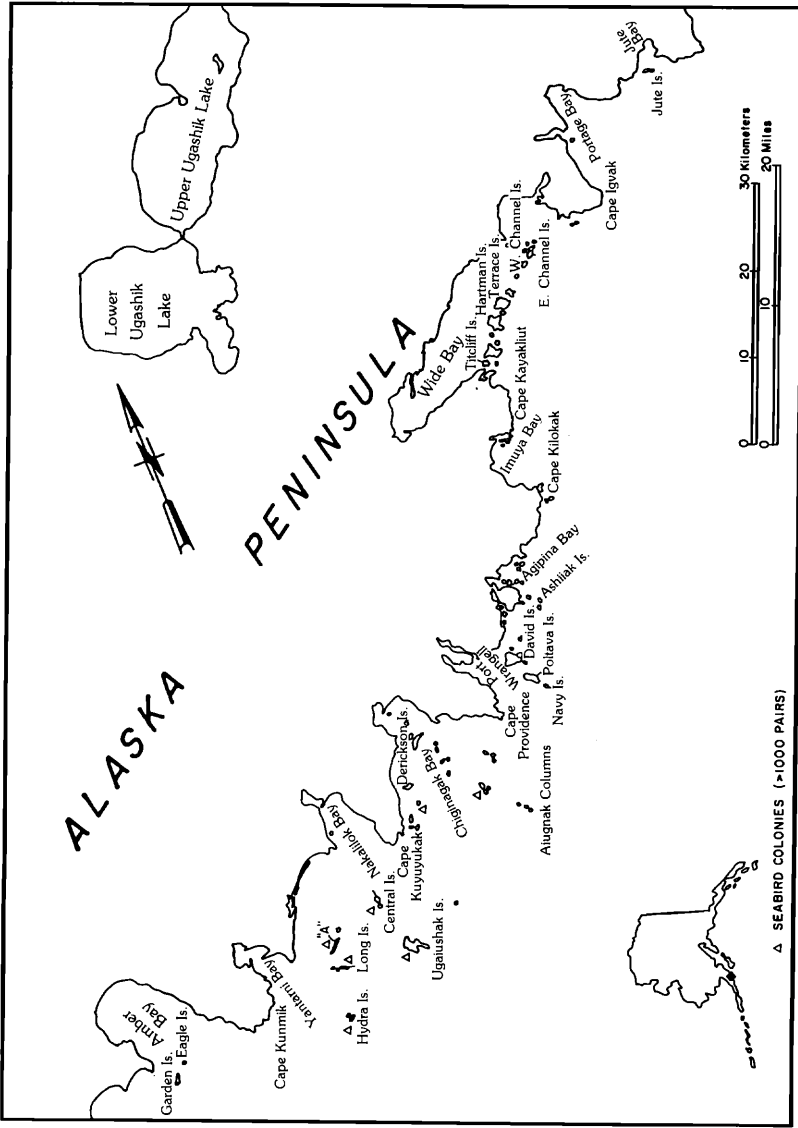 Jute
Bay
Jute Is.
Portage Bay
Cape Igvak
Upper Ugashik Lake
Lower
Ugashik
Lake
W. Channel Is.
E. Channel Is.
Terrace Is.
Hartman Is.
Titcliff Is.
Wide Bay
Cape Kayakliut
Imuya Bay
Cape Kilokak
PENINSULA
Agipina Bay
Ashiiak Is.
David Is.
Poltava Is.
Navy Is.
Port
Wrangell
Cape
Providence
Aiugnak Columns
ALASKA
Derickson Is.
Chiginagak Bay
Cape
Kuyuyukak
Nakalilok Bay
Central Is.
Ugaiushak Is.
"A"
Long Is.
Hydra Is.
Yantarni Bay
Cape Kunmik
Amber
Bay
Eagle Is.
Garden Is.
0 10 20 30 Kilometers
0 10 20 Miles
△ SEABIRD COLONIES (>1000 PAIRS)